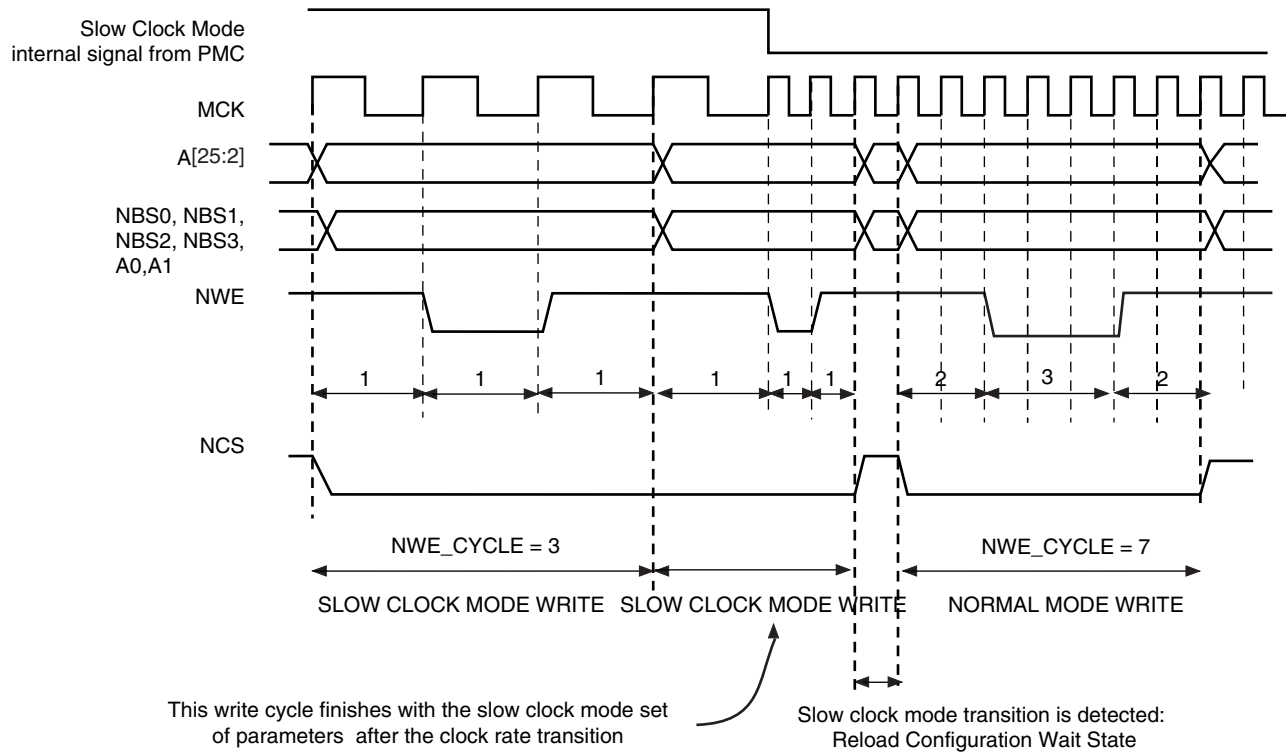 Slow Clock Mode
internal signal from PMC
MCK
A[25:2]
NBS0, NBS1,
NBS2, NBS3,
A0,A1
NWE
1 1 1 1 1 1 2 3 2
NCS
NWE_CYCLE = 3 NWE_CYCLE = 7
SLOW CLOCK MODE WRITE SLOW CLOCK MODE WRITE NORMAL MODE WRITE
This write cycle finishes with the slow clock mode set
of parameters after the clock rate transition
Slow clock mode transition is detected:
Reload Configuration Wait State